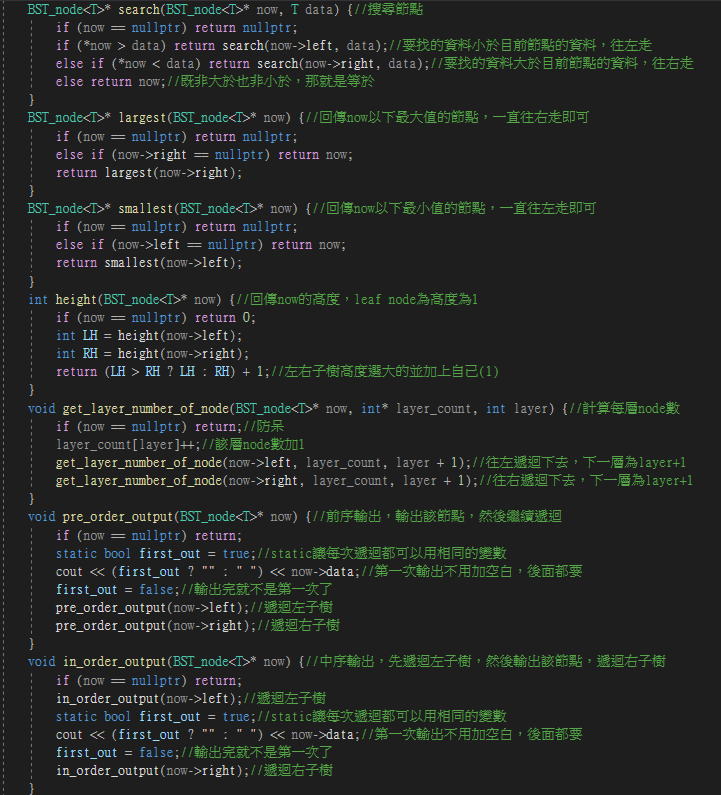 BST_node<T>* search(BST_node<T>* now, T data) {//搜尋節點
if (now == nullptr) return nullptr;
if (*now > data) return search(now->left, data);//要找的資料小於目前節點的資料，往左走
else if (*now < data) return search(now->right, data);//要找的資料大於目前節點的資料，往右走
else return now;//既非大於也非小於，那就是等於
}
BST_node<T>* largest(BST_node<T>* now) {//回傳now以下最大值的節點，一直往右走即可
if (now == nullptr) return nullptr;
else if (now->right == nullptr) return now;
return largest(now->right);
}
BST_node<T>* smallest(BST_node<T>* now) {//回傳now以下最小值的節點，一直往左走即可
if (now == nullptr) return nullptr;
else if (now->left == nullptr) return now;
return smallest(now->left);
}
int height(BST_node<T>* now) {//回傳now的高度，leaf node為高度為1
if (now == nullptr) return 0;
int LH = height(now->left);
int RH = height(now->right);
return (LH > RH ? LH : RH) + 1;//左右子樹高度選大的並加上自已(1)
}
void get_layer_number_of_node(BST_node<T>* now, int* layer_count, int layer) {//計算每層node數
if (now == nullptr) return;//防呆
layer_count[layer]++;//該層node數加1
get_layer_number_of_node(now->left, layer_count, layer + 1);//往左遞迴下去，下一層為layer+1
get_layer_number_of_node(now->right, layer_count, layer + 1);//往右遞迴下去，下一層為layer+1
}
void pre_order_output(BST_node<T>* now) {//前序輸出，輸出該節點，然後繼續遞迴
if (now == nullptr) return;
static bool first_out = true;//static讓每次遞迴都可以用相同的變數
cout << (first_out ? "" : " ") << now->data;//第一次輸出不用加空白，後面都要
first_out = false;//輸出完就不是第一次了
pre_order_output(now->left);//遞迴左子樹
pre_order_output(now->right);//遞迴右子樹
}
void in_order_output(BST_node<T>* now) {//中序輸出，先遞迴左子樹，然後輸出該節點，遞迴右子樹
if (now == nullptr) return;
in_order_output(now->left);//遞迴左子樹
static bool first_out = true;//static讓每次遞迴都可以用相同的變數
cout << (first_out ? "" : " ") << now->data;//第一次輸出不用加空白，後面都要
first_out = false;//輸出完就不是第一次了
in_order_output(now->right);//遞迴右子樹
}